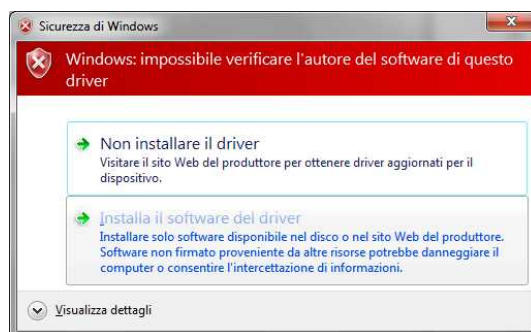 Sicurezza di Windows
Windows: impossibile verificare l'autore del software di questo
driver
Non installare il driver
Visitare il sito Web del produttore per ottenere driver aggiornati per il
dispositivo.
Installa il software del driver
Installare solo software disponibile nel disco o nel sito Web del produttore.
Software non firmato proveniente da altre risorse potrebbe danneggiare il
computer o consentire l'intercettazione di informazioni.
Visualizza dettagli